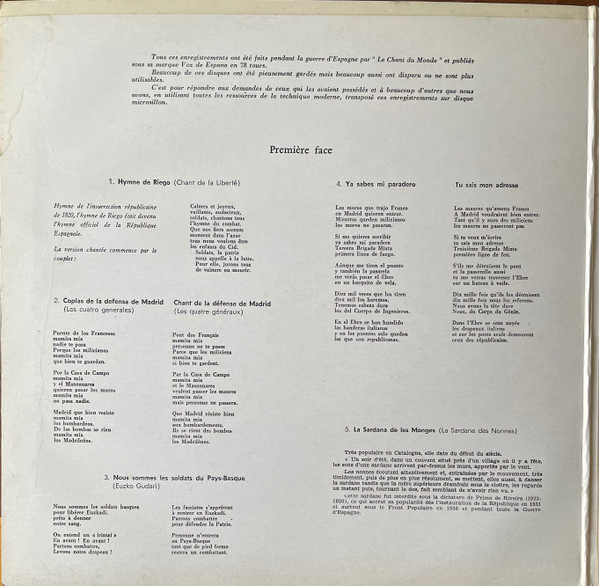 Tous ces enregistrements ont été faits pendant la guerre d'Espagne par " Le Chant du Monde " et publiés
sous sa marque Voz de Espana en 78 tours.
Beaucoup de ces disques ont été pieusement gardés mais beaucoup aussi ont disparu ou ne sont plus
utilisables.
C'est pour répondre aux demandes de ceux qui les avaient possédés et à beaucoup d'autres que nous
avons, en utilisant toutes les ressources de la technique moderne, transposé ces enregistrements sur disque
microsillon.
Première face
1. Hymne de Riego (Chant de la Liberté)
Hymne de l'insurrection républicaine
de 1820, l'hymne de Riego était devenu
l'hymne officiel de la République
Espagnole.
La version chantée commence par le
couplet :
Calmes et joyeux,
vaillants, audacieux,
soldats, chantons tous
l'hymne du combat.
Que nos fiers accents
montent dans l'azur
tous nous voulons être
les enfants du Cid.
Soldats, la patrie
nous appelle à la lutte.
Pour elle, jurons tous
de vaincre ou mourir.
2. Coplas de la defensa de Madrid
(Los cuatro generales)
Chant de la défense de Madrid
(Les quatre généraux)
Puente de los Franceses
mamita mia
nadie te pasa
Porque los milicianos
mamita mia
que bien te guardan.
Por la Casa de Campo
mamita mia
y el Manzanares
quieren pasar los moros
mamita mia
no pasa nadie.
Madrid que bien resiste
mamita mia
los bombardeos.
De las bombas se rien
mamita mia
los Madrileños.
Pont des Français
mamita mia
personne ne te passe
Parce que les miliciens
mamita mia
si bien te gardent.
Par la Casa de Campo
mamita mia
et le Manzanares
veulent passer les maures
mamita mia
mais personne ne passera.
Que Madrid résiste bien
mamita mia
aux bombardements.
Ils se rient des bombes
mamita mia
les Madrilènes.
3. Nous sommes les soldats du Pays-Basque
(Euzko Gudari)
Nous sommes les soldats basques
pour libérer Euzkadi.
prêts à donner
notre sang.
On entend un « irintzi »
En avant ! En avant !
Partons combattre,
Levons notre drapeau !
Les fascistes s'apprêtent
à rentrer en Euzkadi.
Partons combattre
pour défendre la Patrie.
Personne n'entrera
au Pays-Basque
tant que de pied ferme
restera un combattant.
4. Ya sabes mi paradero
Tu sais mon adresse
Los moros que trajo Franco
en Madrid quieren entrar.
Mientras queden milicianos
los moros no pasaran.
Si me quieres escribir
ya sabes mi paradero
Tercera Brigada Mixta
primera linea de fuego.
Aúnque me tiren el puente
y también la pasarela
me verás pasar el Ebro
en un barquito de vela.
Diez mil veces que los tiren
diez mil los haremos.
Tenemos cabeza dura
los del Cuerpo de Ingenieros.
En el Ebro se han hundido
las banderas italianas
y en los puentes solo quedan
las que son republicanas.
Les maures qu'amena Franco
A Madrid voudraient bien entrer.
Tant qu'il y aura des miliciens
les maures ne passeront pas.
Si tu veux m'écrire
tu sais mon adresse
Troisième Brigade Mixte
première ligne de feu.
S'ils me détruisent le pont
et la passerelle aussi
tu me verras traverser l'Ebre
sur un bateau à voile.
Dix mille fois qu'ils les détruisent
dix mille fois nous les referons.
Nous avons la tête dure
Nous, du Corps du Génie.
Dans l'Ebre se sont noyés
les drapeaux italiens
et sur les ponts seuls demeurent
ceux des républicains.
5. La Sardana de les Monges (La Sardane des Nonnes)
Très populaire en Catalogne, elle date du début du siècle.
« Un soir d'été, dans un couvent situé près d'un village où il y a fête,
les sons d'une sardane arrivent par-dessus les murs, apportés par le vent.
Les nonnes écoutent attentivement et, entraînées par le mouvement, très
timidement, puis de plus en plus résolument, se mettent, elles aussi, à danser
la sardane tandis que la mère supérieure déambule sous le cloître, les regarde
un instant puis, tournant le dos, fait semblant de n'avoir rien vu. »
Cette sardane fut interdite sous la dictature de Primo de Riveira (1922-
1930), ce qui accrut sa popularité dès l'instauration de la République en 1931
et surtout sous le Front Populaire en 1936 et pendant toute la Guerre
d'Espagne.